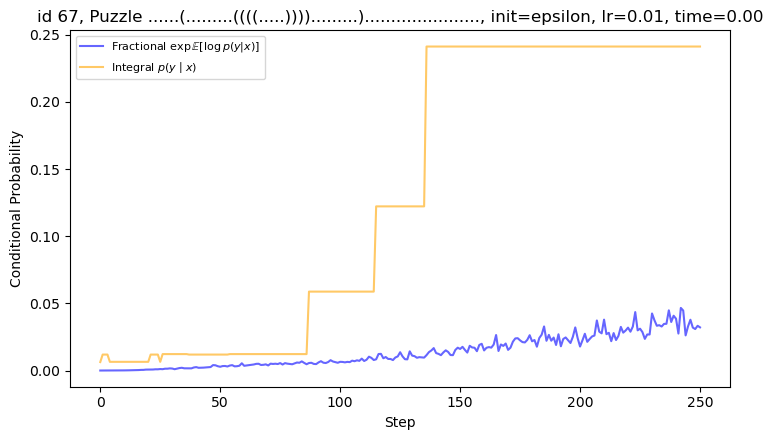 id 67, Puzzle ......(.........((((.....)))).........)......................, init=epsilon, lr=0.01, time=0.00
Fractional exp𝔼[log p(y|x)]
Integral p(y | x)
Conditional Probability
0.25
0.20
0.15
0.10
0.05
0.00
0 50 100 150 200 250
Step